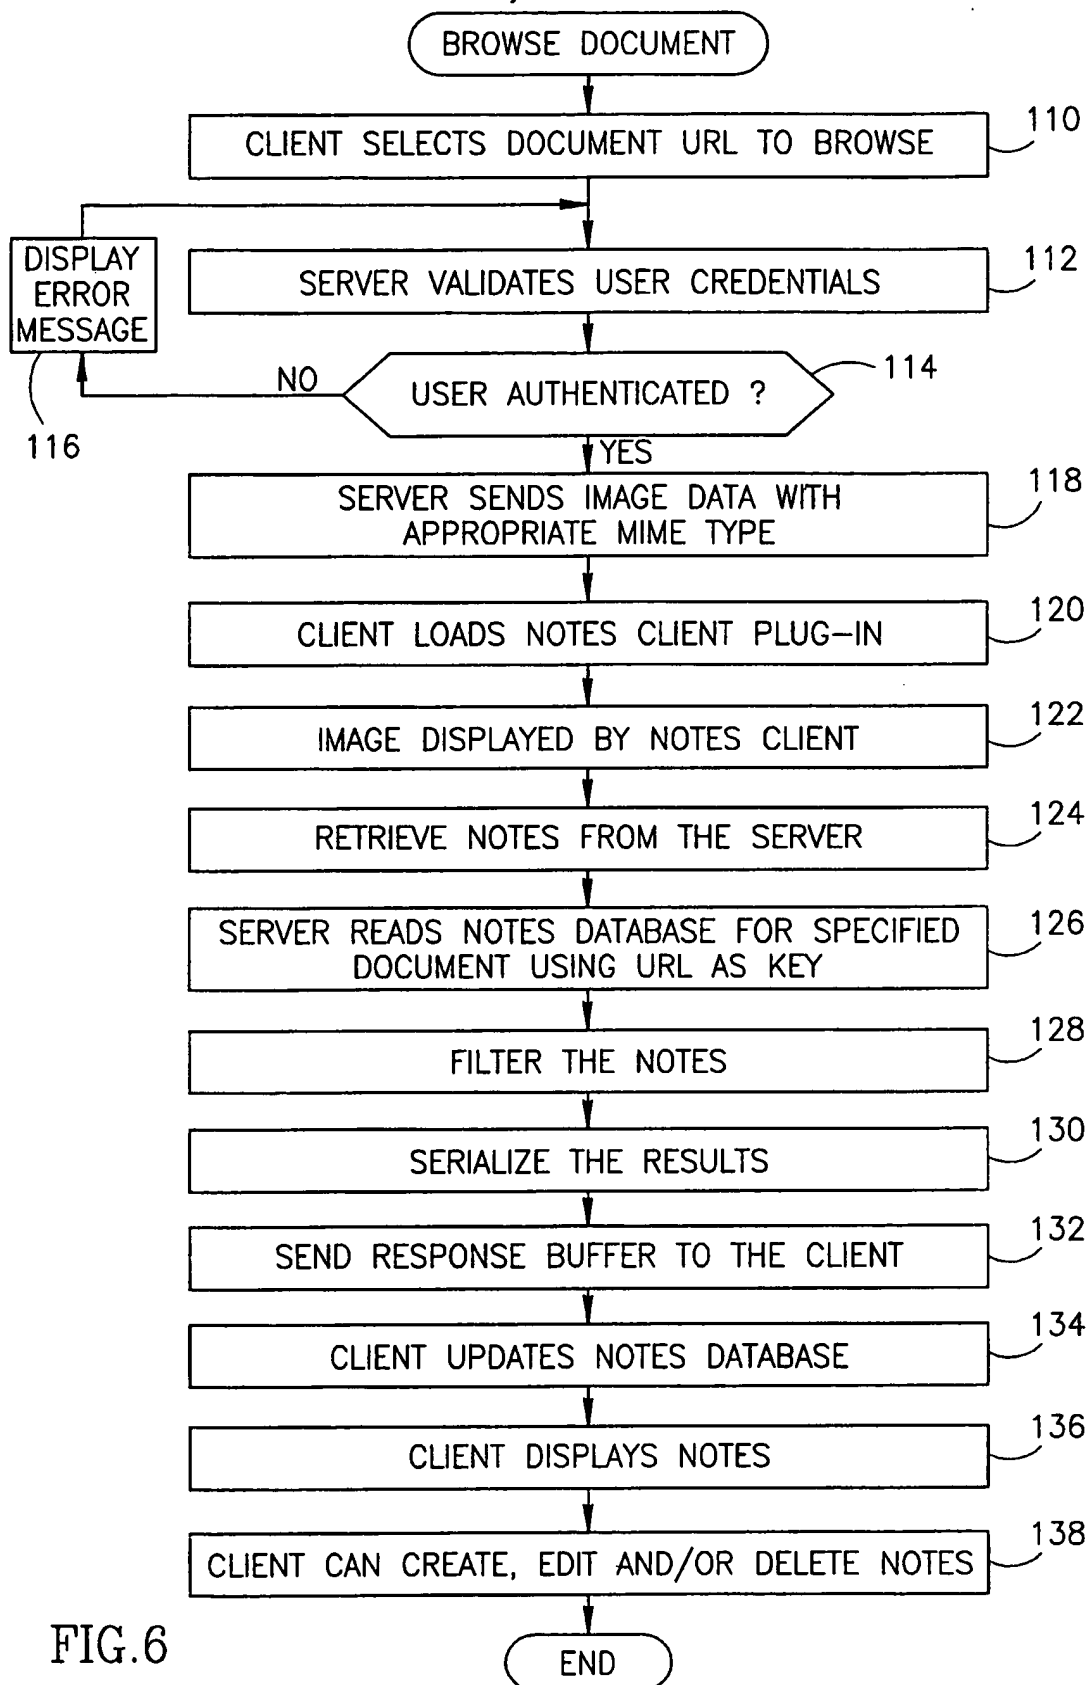 BROWSE DOCUMENT
110
CLIENT SELECTS DOCUMENT URL TO BROWSE
DISPLAY
ERROR
MESSAGE
116
112
SERVER VALIDATES USER CREDENTIALS
114
USER AUTHENTICATED ?
NO
YES
118
SERVER SENDS IMAGE DATA WITH
APPROPRIATE MIME TYPE
120
CLIENT LOADS NOTES CLIENT PLUG-IN
122
IMAGE DISPLAYED BY NOTES CLIENT
124
RETRIEVE NOTES FROM THE SERVER
126
SERVER READS NOTES DATABASE FOR SPECIFIED
DOCUMENT USING URL AS KEY
128
FILTER THE NOTES
130
SERIALIZE THE RESULTS
132
SEND RESPONSE BUFFER TO THE CLIENT
134
CLIENT UPDATES NOTES DATABASE
136
CLIENT DISPLAYS NOTES
138
CLIENT CAN CREATE, EDIT AND/OR DELETE NOTES
END
FIG.6